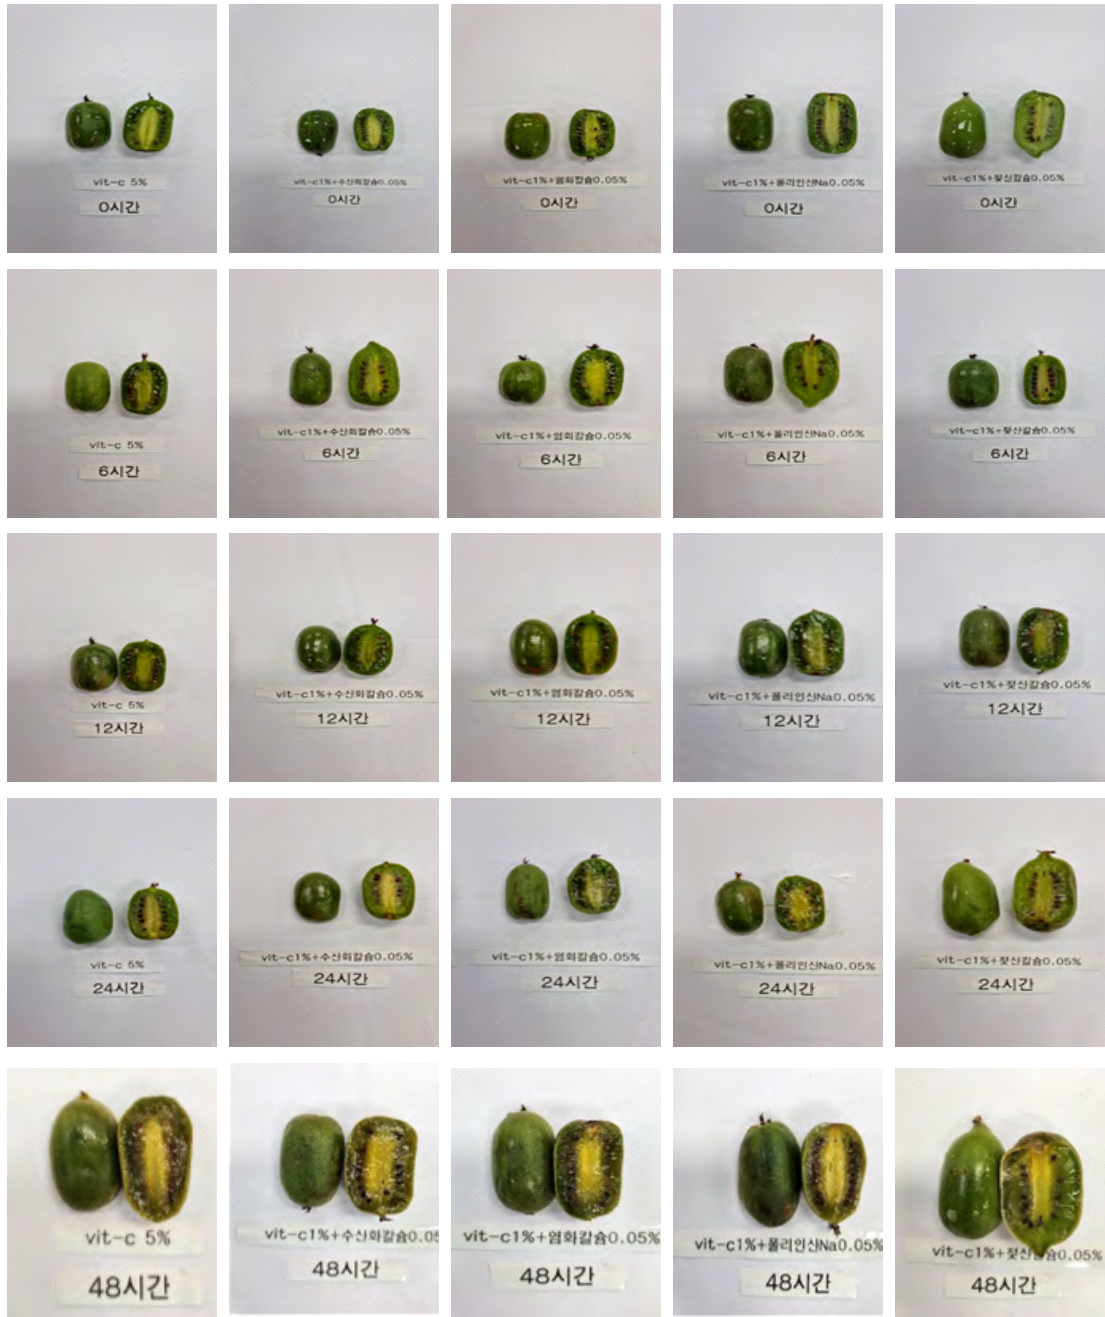 vit-c 5%
0시간
vit-c1%+수산화칼슘0.05%
0시간
vit-c1%+염화칼슘0.05%
0시간
vit-c1%+폴리인산Na0.05%
0시간
vit-c1%+젖산칼슘0.05%
0시간
vit-c 5%
6시간
vit-c1%+수산화칼슘0.05%
6시간
vit-c1%+염화칼슘0.05%
6시간
vit-c1%+폴리인산Na0.05%
6시간
vit-c1%+젖산칼슘0.05%
6시간
vit-c 5%
12시간
vit-c1%+수산화칼슘0.05%
12시간
vit-c1%+염화칼슘0.05%
12시간
vit-c1%+폴리인산Na0.05%
12시간
vit-c1%+젖산칼슘0.05%
12시간
vit-c 5%
24시간
vit-c1%+수산화칼슘0.05%
24시간
vit-c1%+염화칼슘0.05%
24시간
vit-c1%+폴리인산Na0.05%
24시간
vit-c1%+젖산칼슘0.05%
24시간
vit-c 5%
48시간
vit-c1%+수산화칼슘0.05
48시간
vit-c1%+염화칼슘0.05%
48시간
vit-c1%+폴리인산Na0.05%
48시간
vit-c1%+젖산칼슘0.05%
48시간